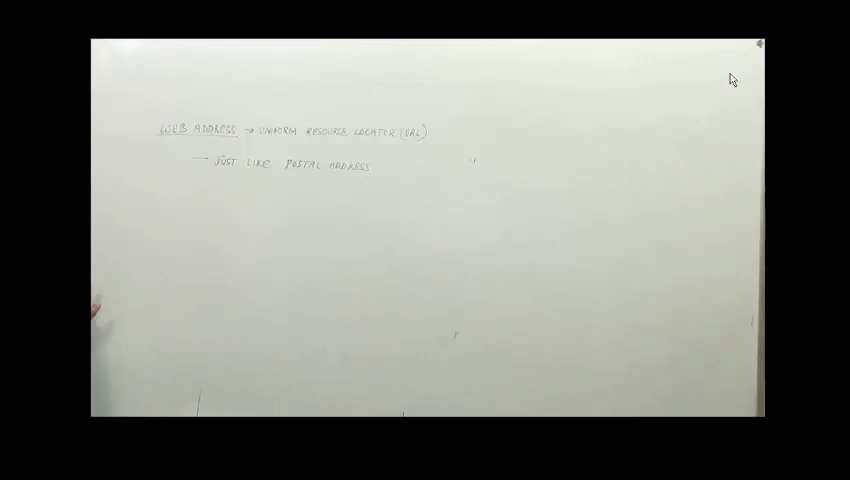 WEB ADDRESS → UNIFORM RESOURCE LOCATOR (URL)
— JUST LIKE POSTAL ADDRESS